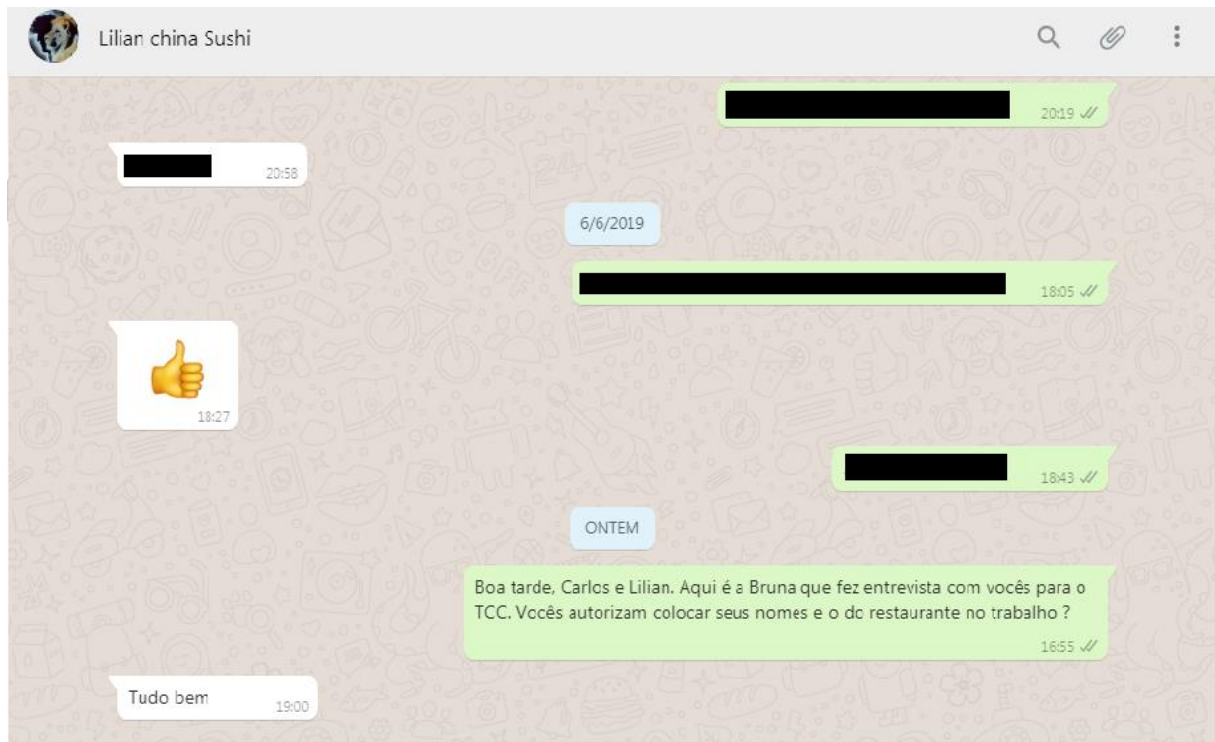 Lilian china Sushi
20:19
20:58
6/6/2019
18:05
18:27
18:43
ONTEM
Boa tarde, Carlos e Lilian. Aqui é a Bruna que fez entrevista com vocês para o
TCC. Vocês autorizam colocar seus nomes e o do restaurante no trabalho ?
16:55
Tudo bem
19:00